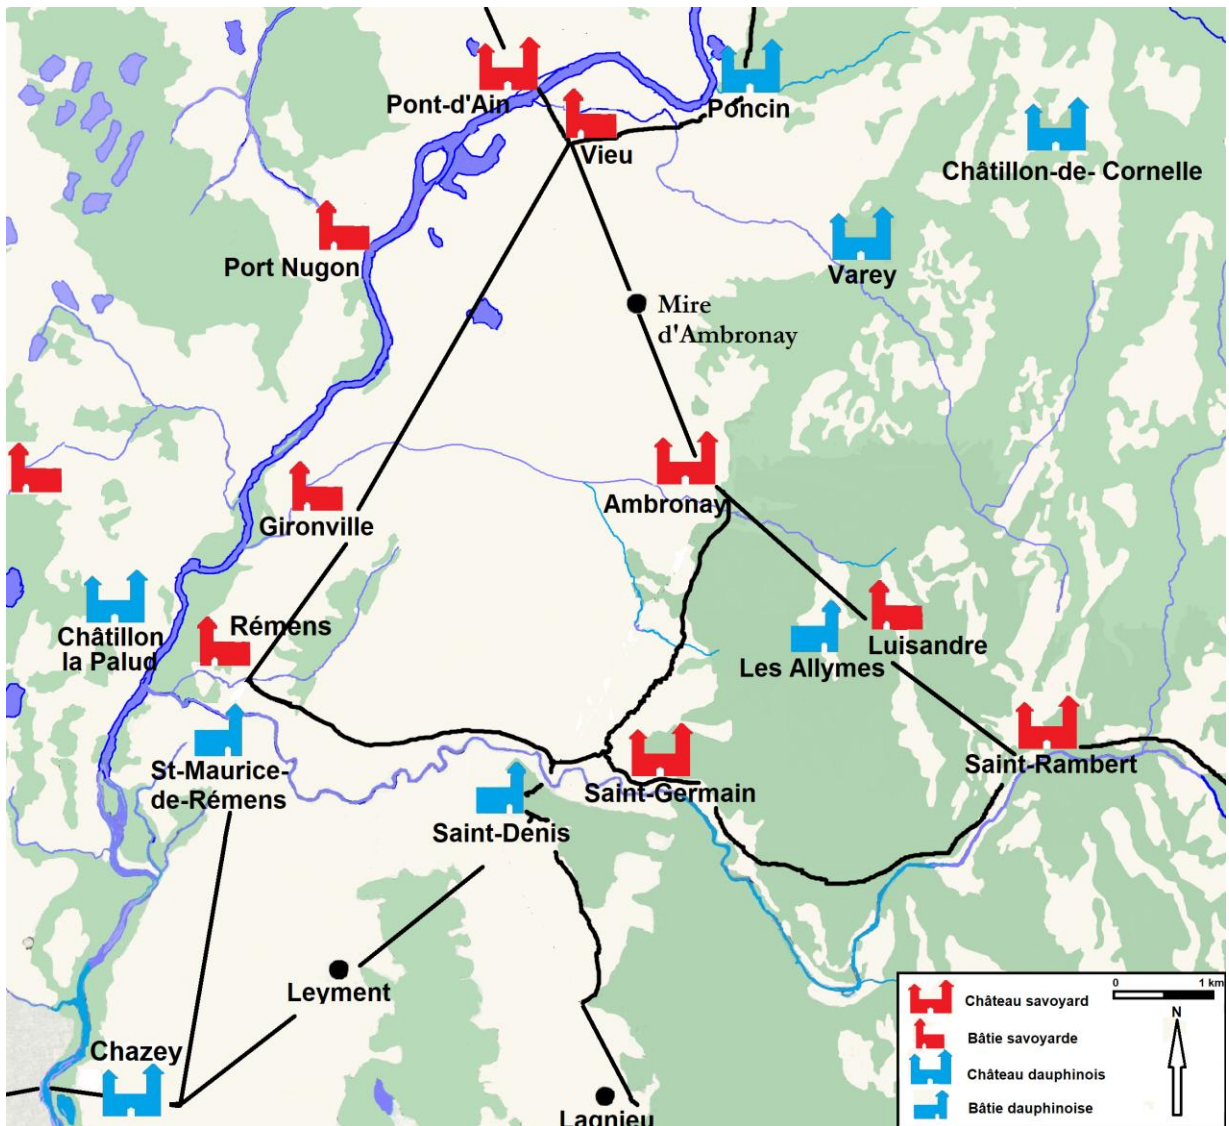 Pont-d'Ain
Poncin
Vieu
Châtillon-de- Cornelle
Port Nugon
Varey
Mire
d'Ambronay
Ambronay
Gironville
Châtillon
la Palud
Rémens
Luisandre
Les Allymes
St-Maurice-
de-Rémens
Saint-Rambert
Saint-Germain
Saint-Denis
Leyment
Chazey
Lagnieu
0 1 km
N
Château savoyard
Bâtie savoyarde
Château dauphinois
Bâtie dauphinoise